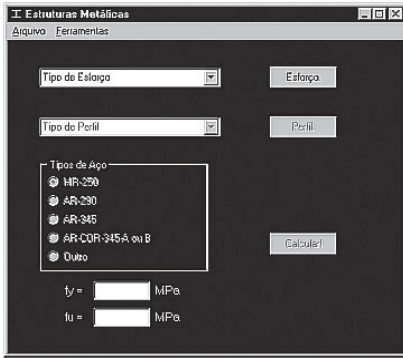 Estruturas Metálicas
Arquivo Ferramentas
Tipo de Esforço Esforço
Tipo de Perfil Perfil
Tipos de Aço
MR-250
AR-290
AR-345
AR-COR-345-A ou B
Outro
Calcular!
fy = MPa
fu = MPa